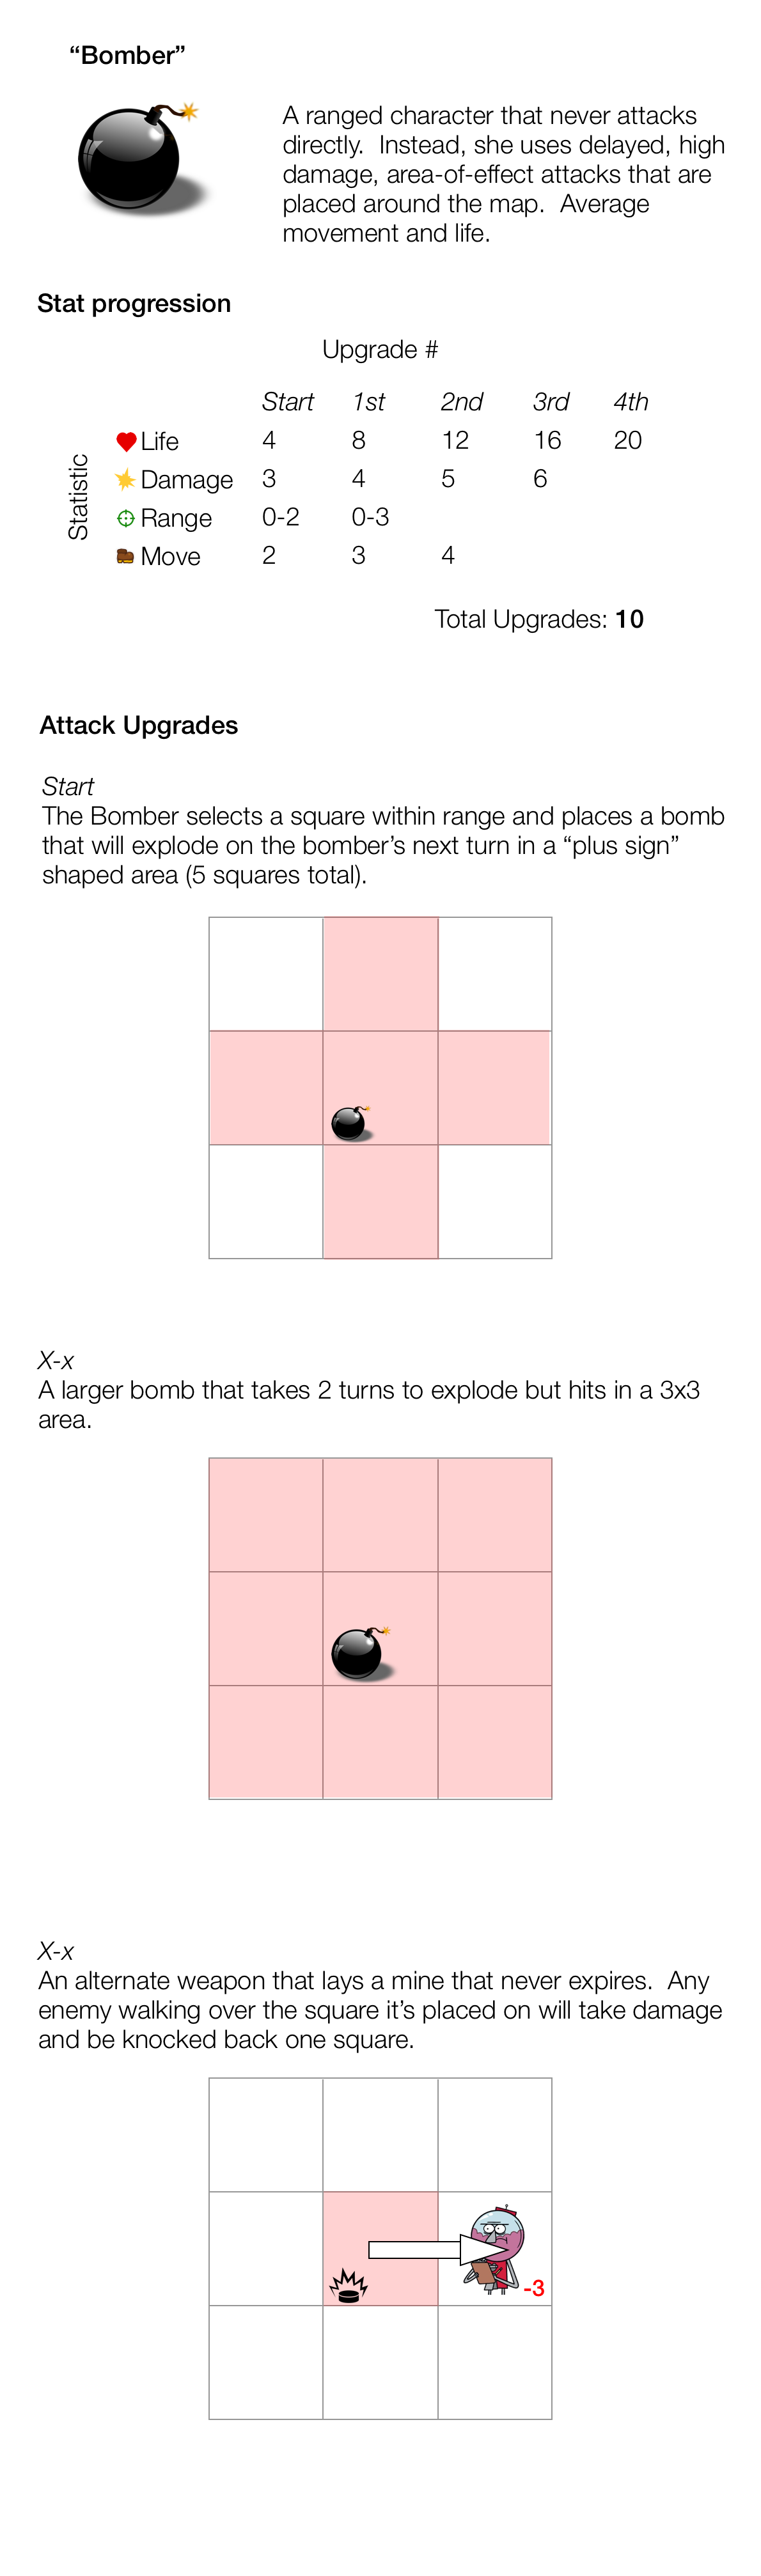 “Bomber”
A ranged character that never attacks
directly.  Instead, she uses delayed, high
damage, area-of-effect attacks that are
placed around the map.  Average
movement and life.
Stat progression
Upgrade #
Start 1st 2nd 3rd 4th
Statistic
Life 4 8 12 16 20
Damage 3 4 5 6
Range 0-2 0-3
Move 2 3 4
Total Upgrades: 10
Attack Upgrades
Start
The Bomber selects a square within range and places a bomb
that will explode on the bomber’s next turn in a “plus sign”
shaped area (5 squares total).
X-x
A larger bomb that takes 2 turns to explode but hits in a 3x3
area.
X-x
An alternate weapon that lays a mine that never expires.  Any
enemy walking over the square it’s placed on will take damage
and be knocked back one square.
-3